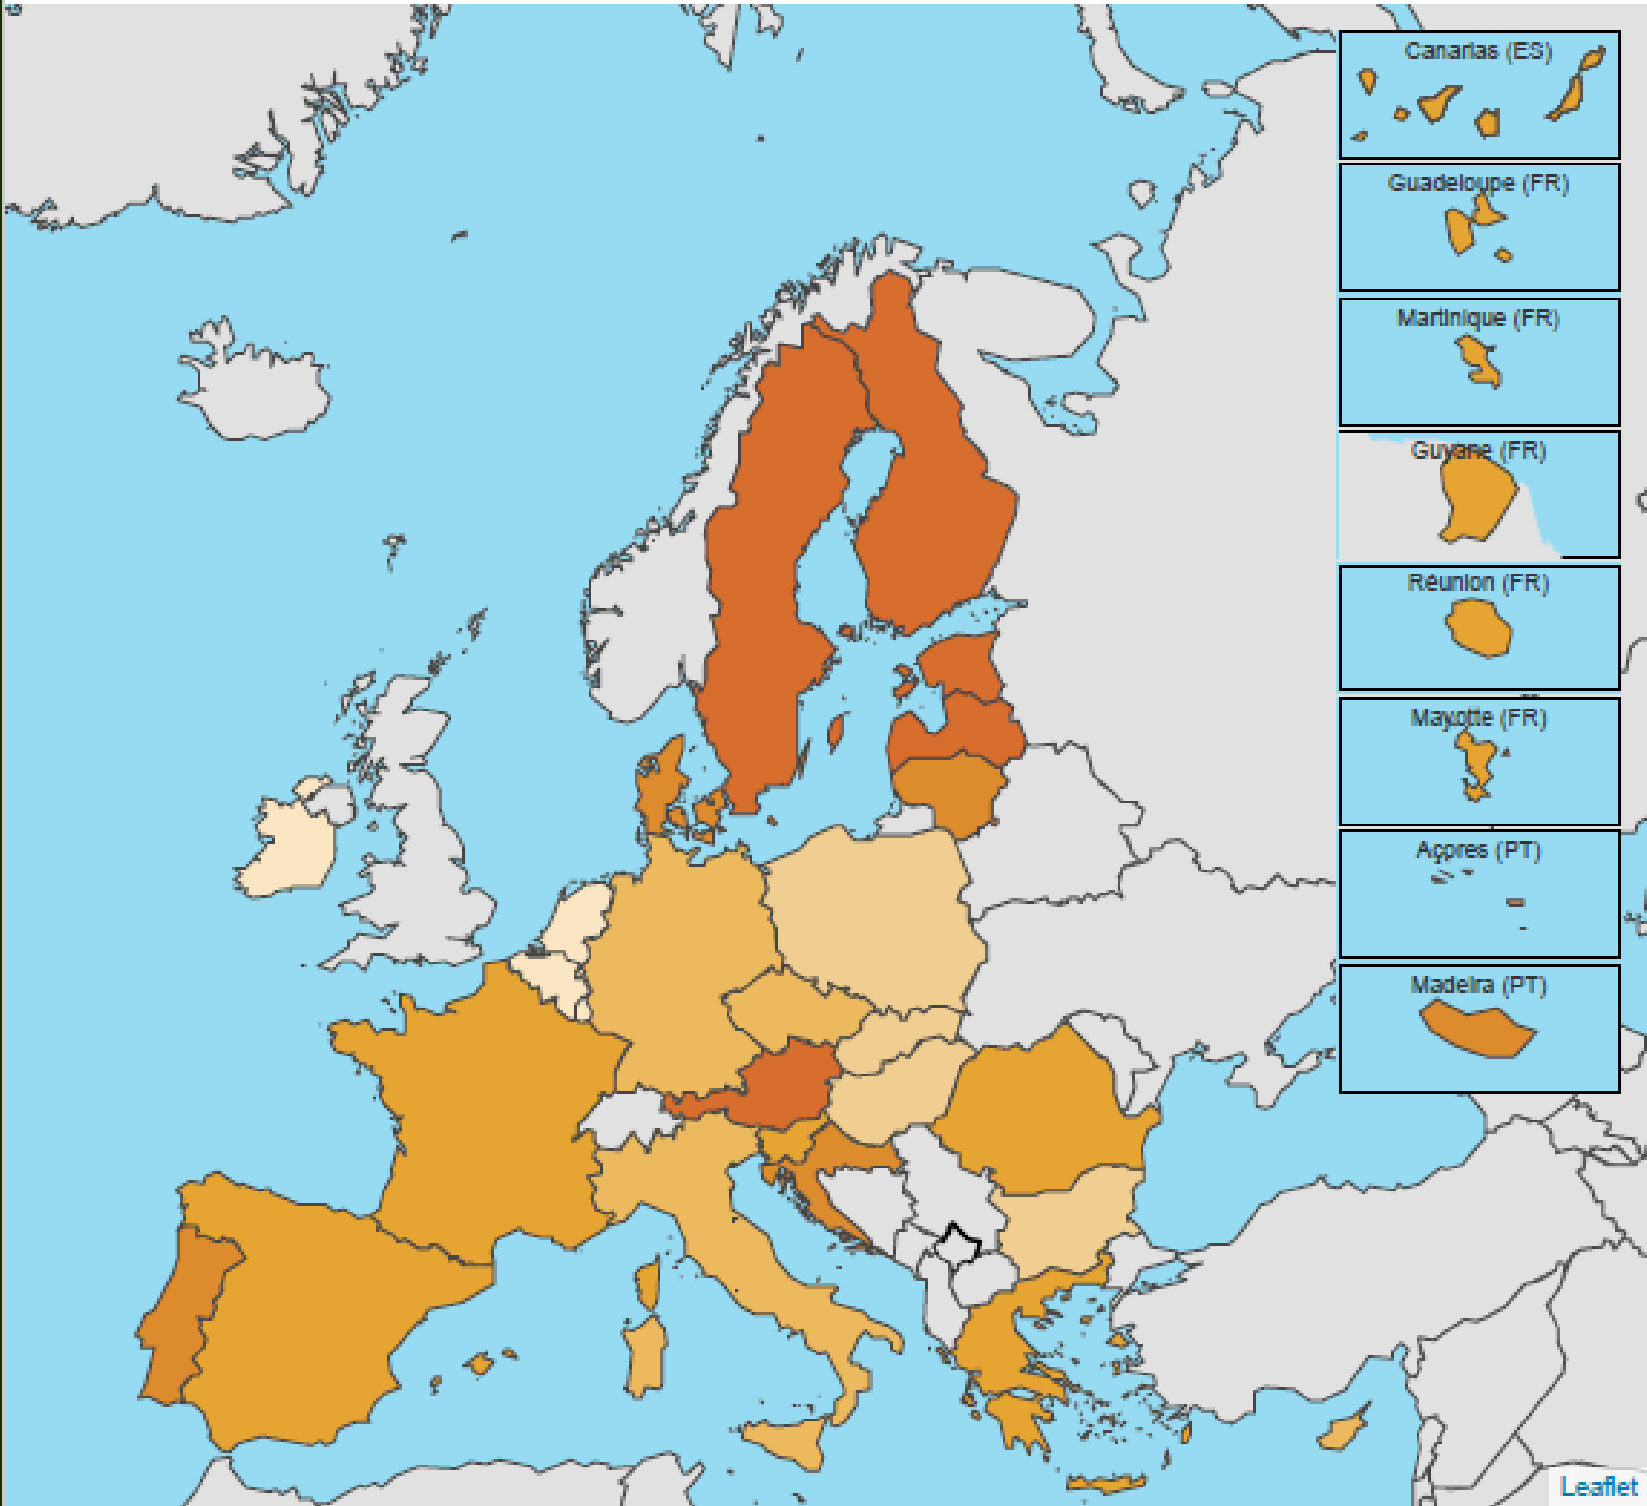 Canarias (ES)
Guadeloupe (FR)
Martinique (FR)
Guyane (FR)
Réunion (FR)
Mayotte (FR)
Açores (PT)
Madeira (PT)
Leaflet